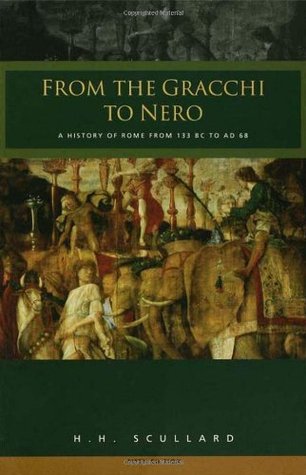 FROM THE GRACCHI
TO NERO
A HISTORY OF ROME FROM 133 BC TO AD 68
H. H. SCULLARD